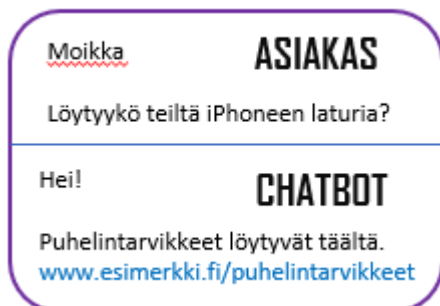 Moikka ASIAKAS
Löytyykö teiltä iPhoneen laturia?
Hei! CHATBOT
Puhelintarvikkeet löytyvät täältä.
www.esimerkki.fi/puhelintarvikkeet